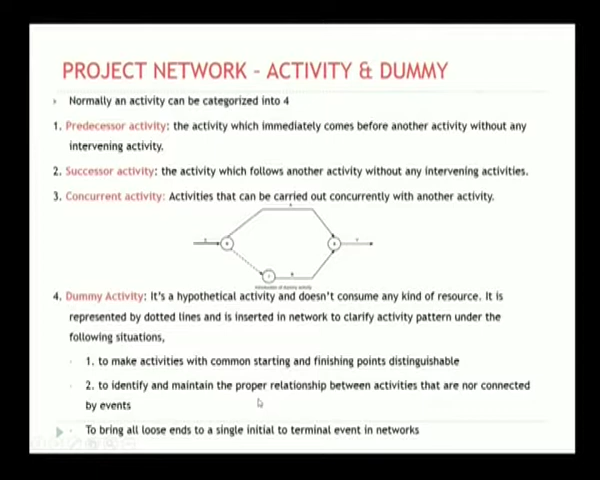 PROJECT NETWORK - ACTIVITY & DUMMY
Normally an activity can be categorized into 4
1. Predecessor activity: the activity which immediately comes before another activity without any
intervening activity.
2. Successor activity: the activity which follows another activity without any intervening activities.
3. Concurrent activity: Activities that can be carried out concurrently with another activity.
4. Dummy Activity: It's a hypothetical activity and doesn't consume any kind of resource. It is
represented by dotted lines and is inserted in network to clarify activity pattern under the
following situations,
1. to make activities with common starting and finishing points distinguishable
2. to identify and maintain the proper relationship between activities that are nor connected
by events
To bring all loose ends to a single initial to terminal event in networks